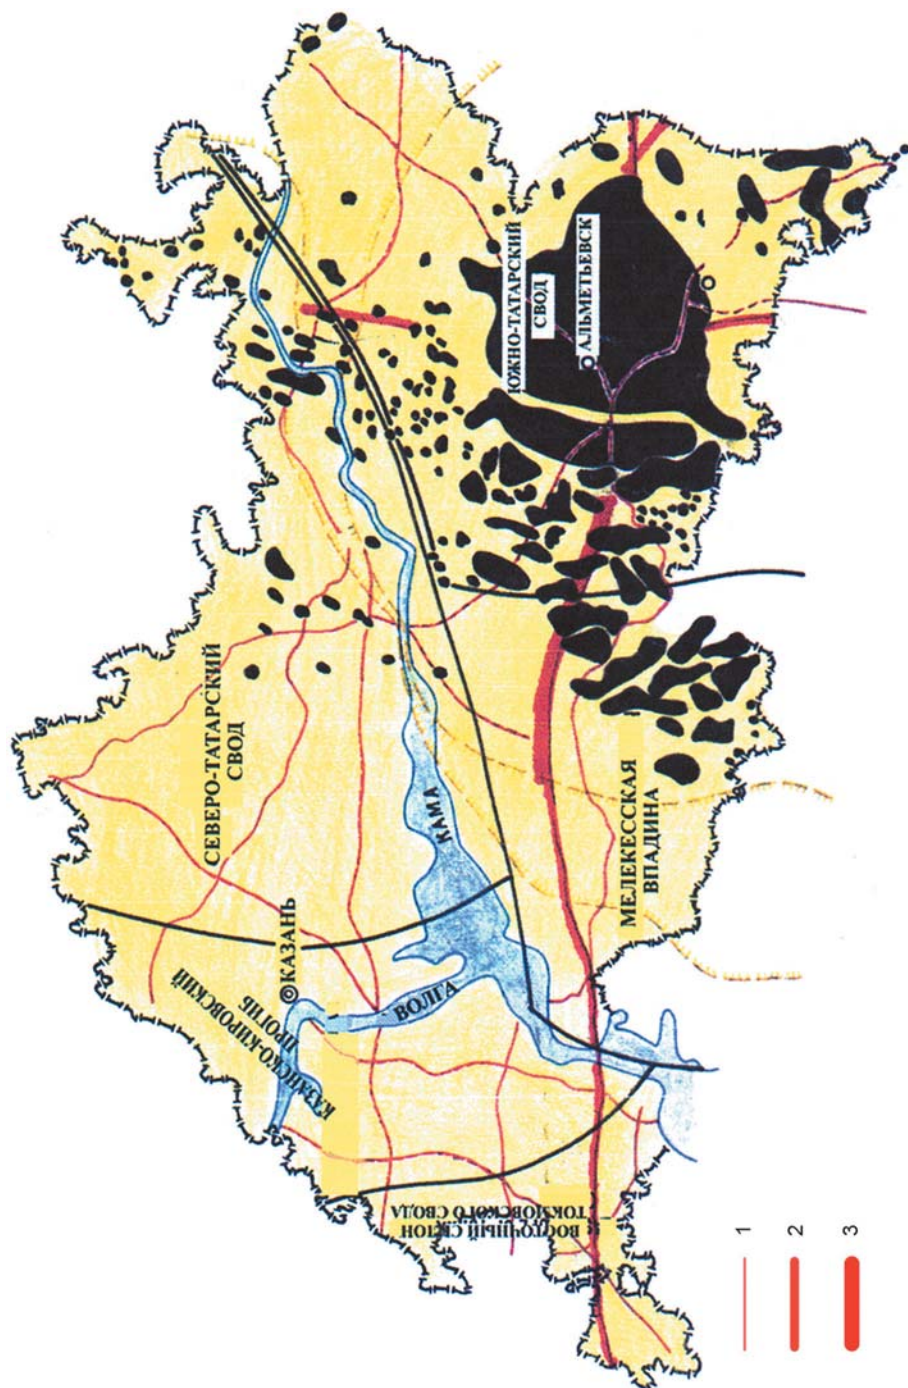 СЕВЕРО-ТАТАРСКИЙ
СВОД
КАЗАНСКО-КИРОВСКИЙ
ПРОГИБ
КАЗАНЬ
ВОЛГА
КАМА
ЮЖНО-ТАТАРСКИЙ
СВОД
АЛЬМЕТЬЕВСК
МЕЛЕКЕССКАЯ
ВПАДИНА
ВОСТОЧНЫЙ
ТОКМОВСКОГО СВОДА
1
2
3